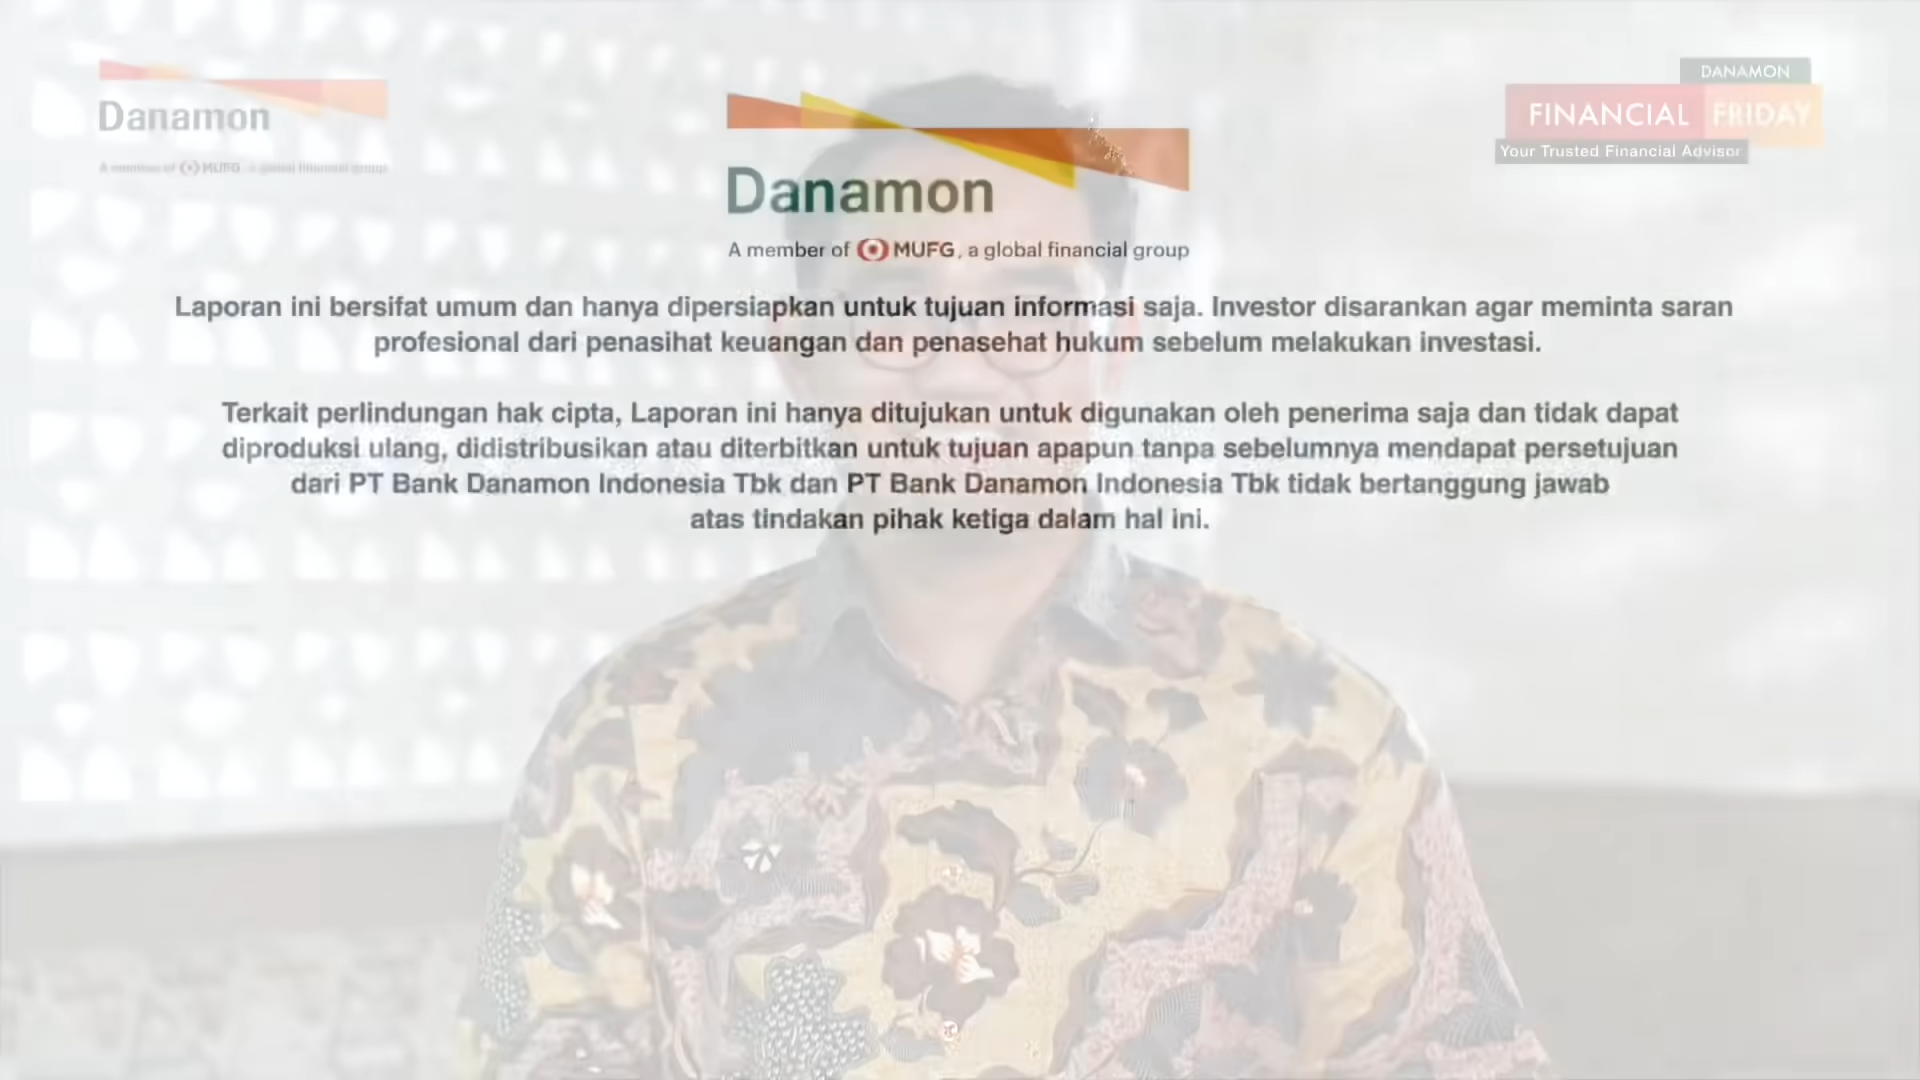 Danamon
A member of MUFG, a global financial group
DANAMON
FINANCIAL FRIDAY
Your Trusted Financial Advisor
Danamon
A member of MUFG, a global financial group
Laporan ini bersifat umum dan hanya dipersiapkan untuk tujuan informasi saja. Investor disarankan agar meminta saran
profesional dari penasihat keuangan dan penasehat hukum sebelum melakukan investasi.
Terkait perlindungan hak cipta, Laporan ini hanya ditujukan untuk digunakan oleh penerima saja dan tidak dapat
diproduksi ulang, didistribusikan atau diterbitkan untuk tujuan apapun tanpa sebelumnya mendapat persetujuan
dari PT Bank Danamon Indonesia Tbk dan PT Bank Danamon Indonesia Tbk tidak bertanggung jawab
atas tindakan pihak ketiga dalam hal ini.